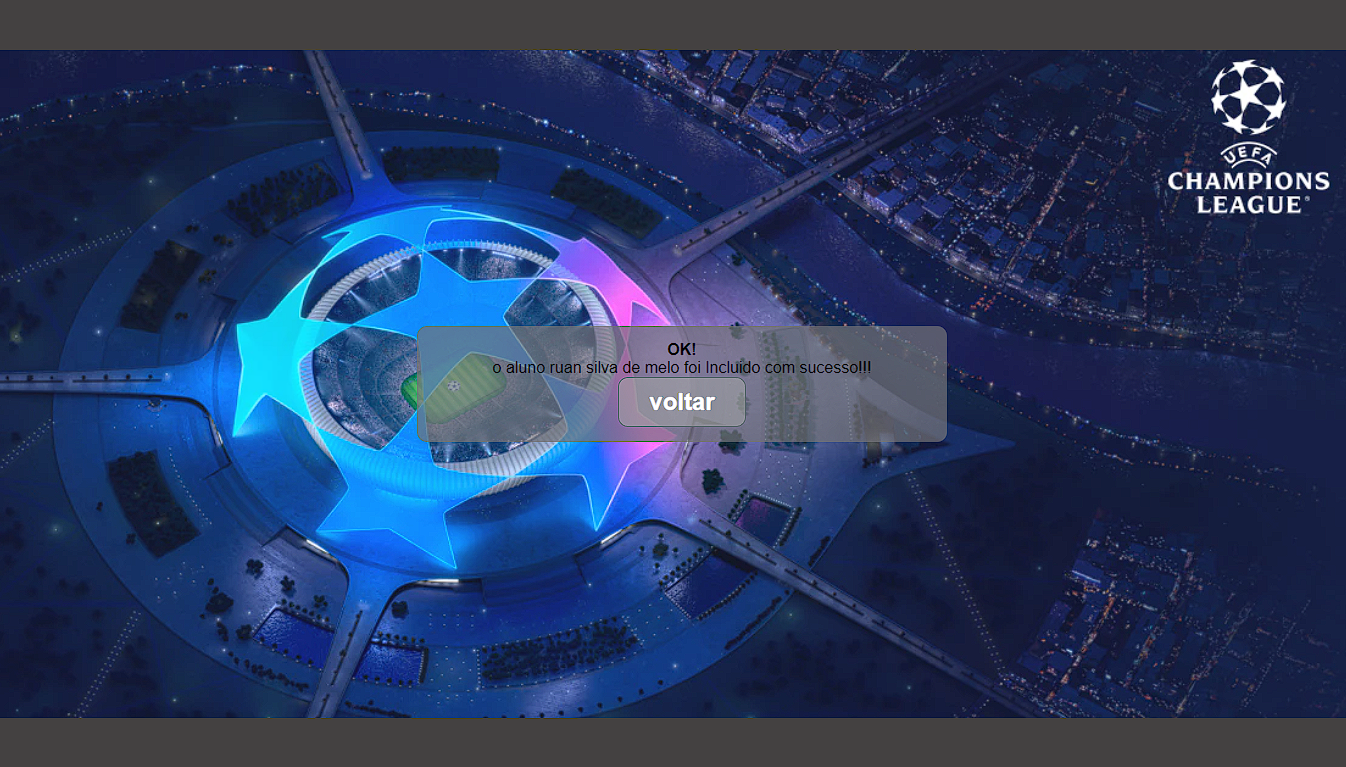 UEFA
CHAMPIONS
LEAGUE®
OK!
o aluno ruan silva de melo foi Incluido com sucesso!!!
voltar